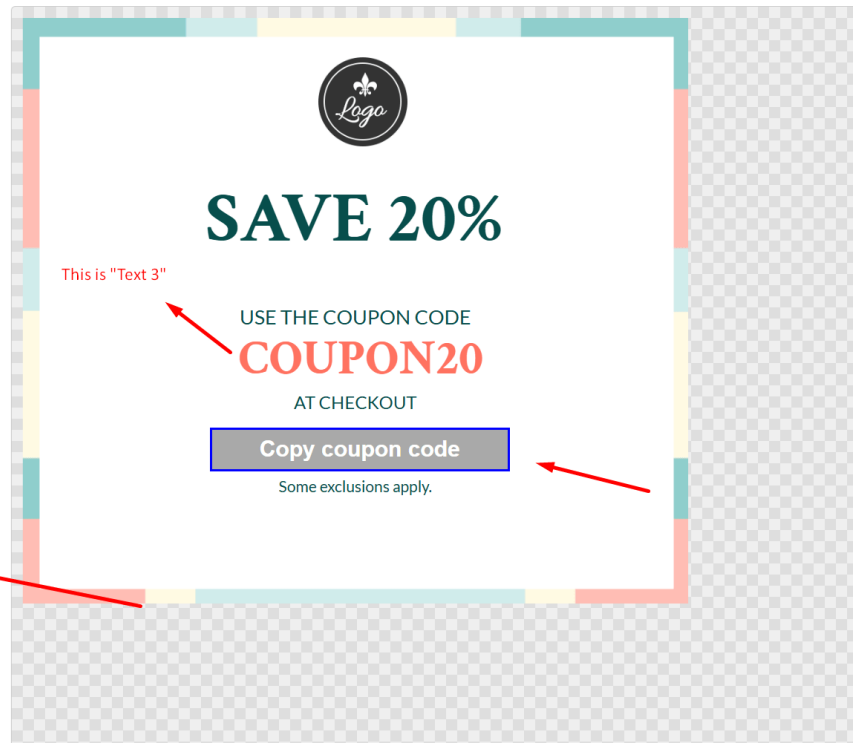 Logo
SAVE 20%
This is "Text 3"
USE THE COUPON CODE
COUPON20
AT CHECKOUT
Copy coupon code
Some exclusions apply.